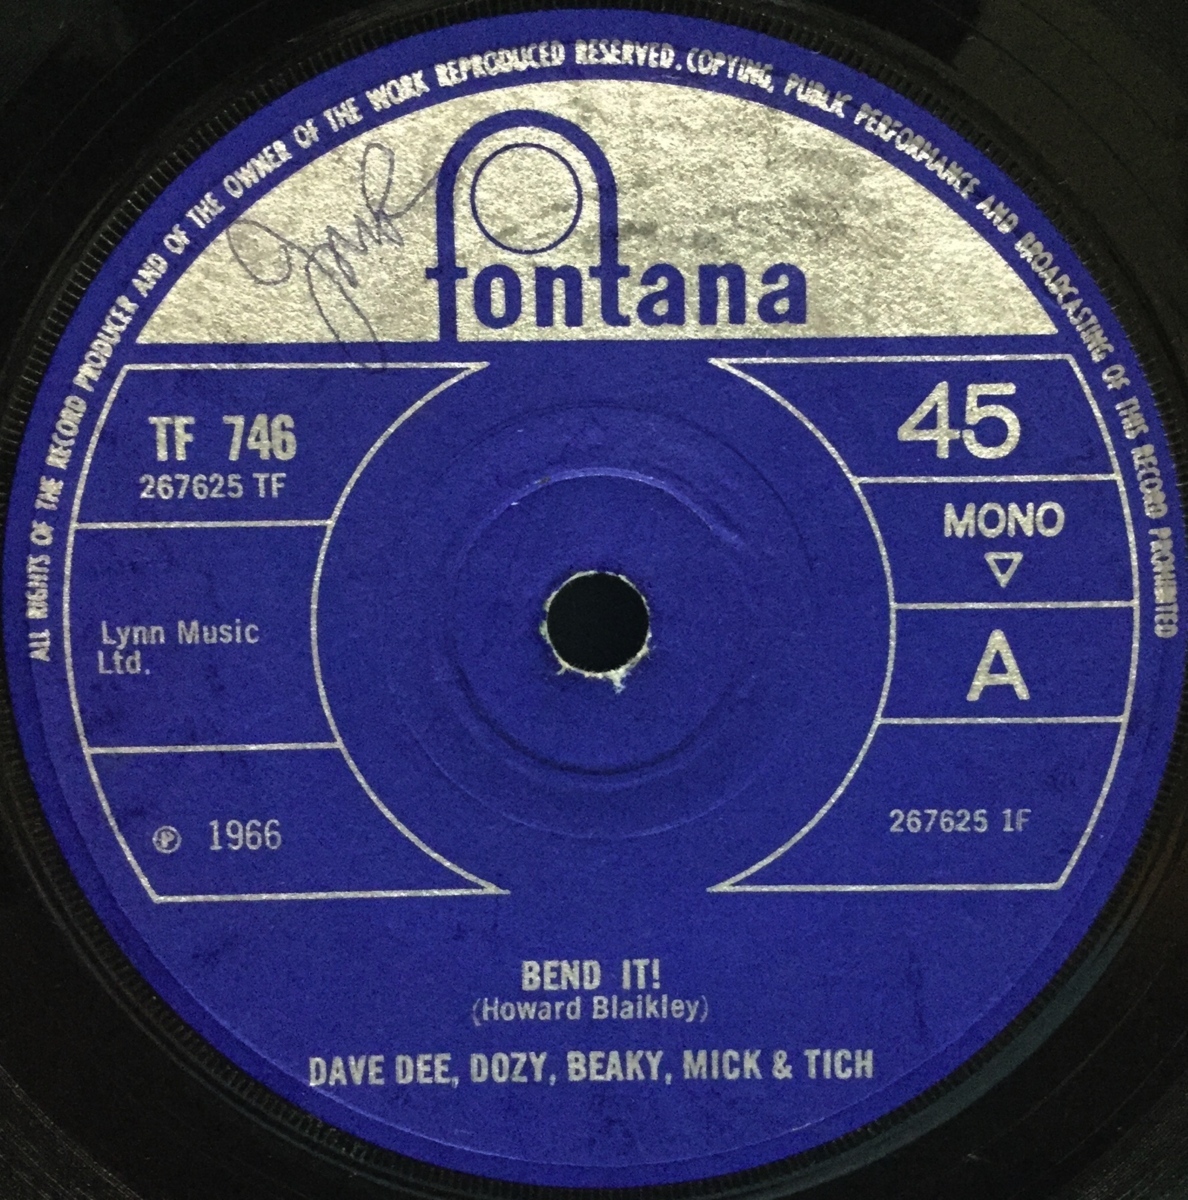 ALL RIGHTS OF THE RECORD PRODUCER AND OF THE OWNER OF THE WORK REPRODUCED RESERVED. COPYING, PUBLIC PERFORMANCE AND BROADCASTING OF THIS RECORD PROHIBITED
fontana
TF 746
267625 TF
45
MONO
Lynn Music
Ltd.
A
℗ 1966
267625 1F
BEND IT!
(Howard Blaikley)
DAVE DEE, DOZY, BEAKY, MICK & TICH